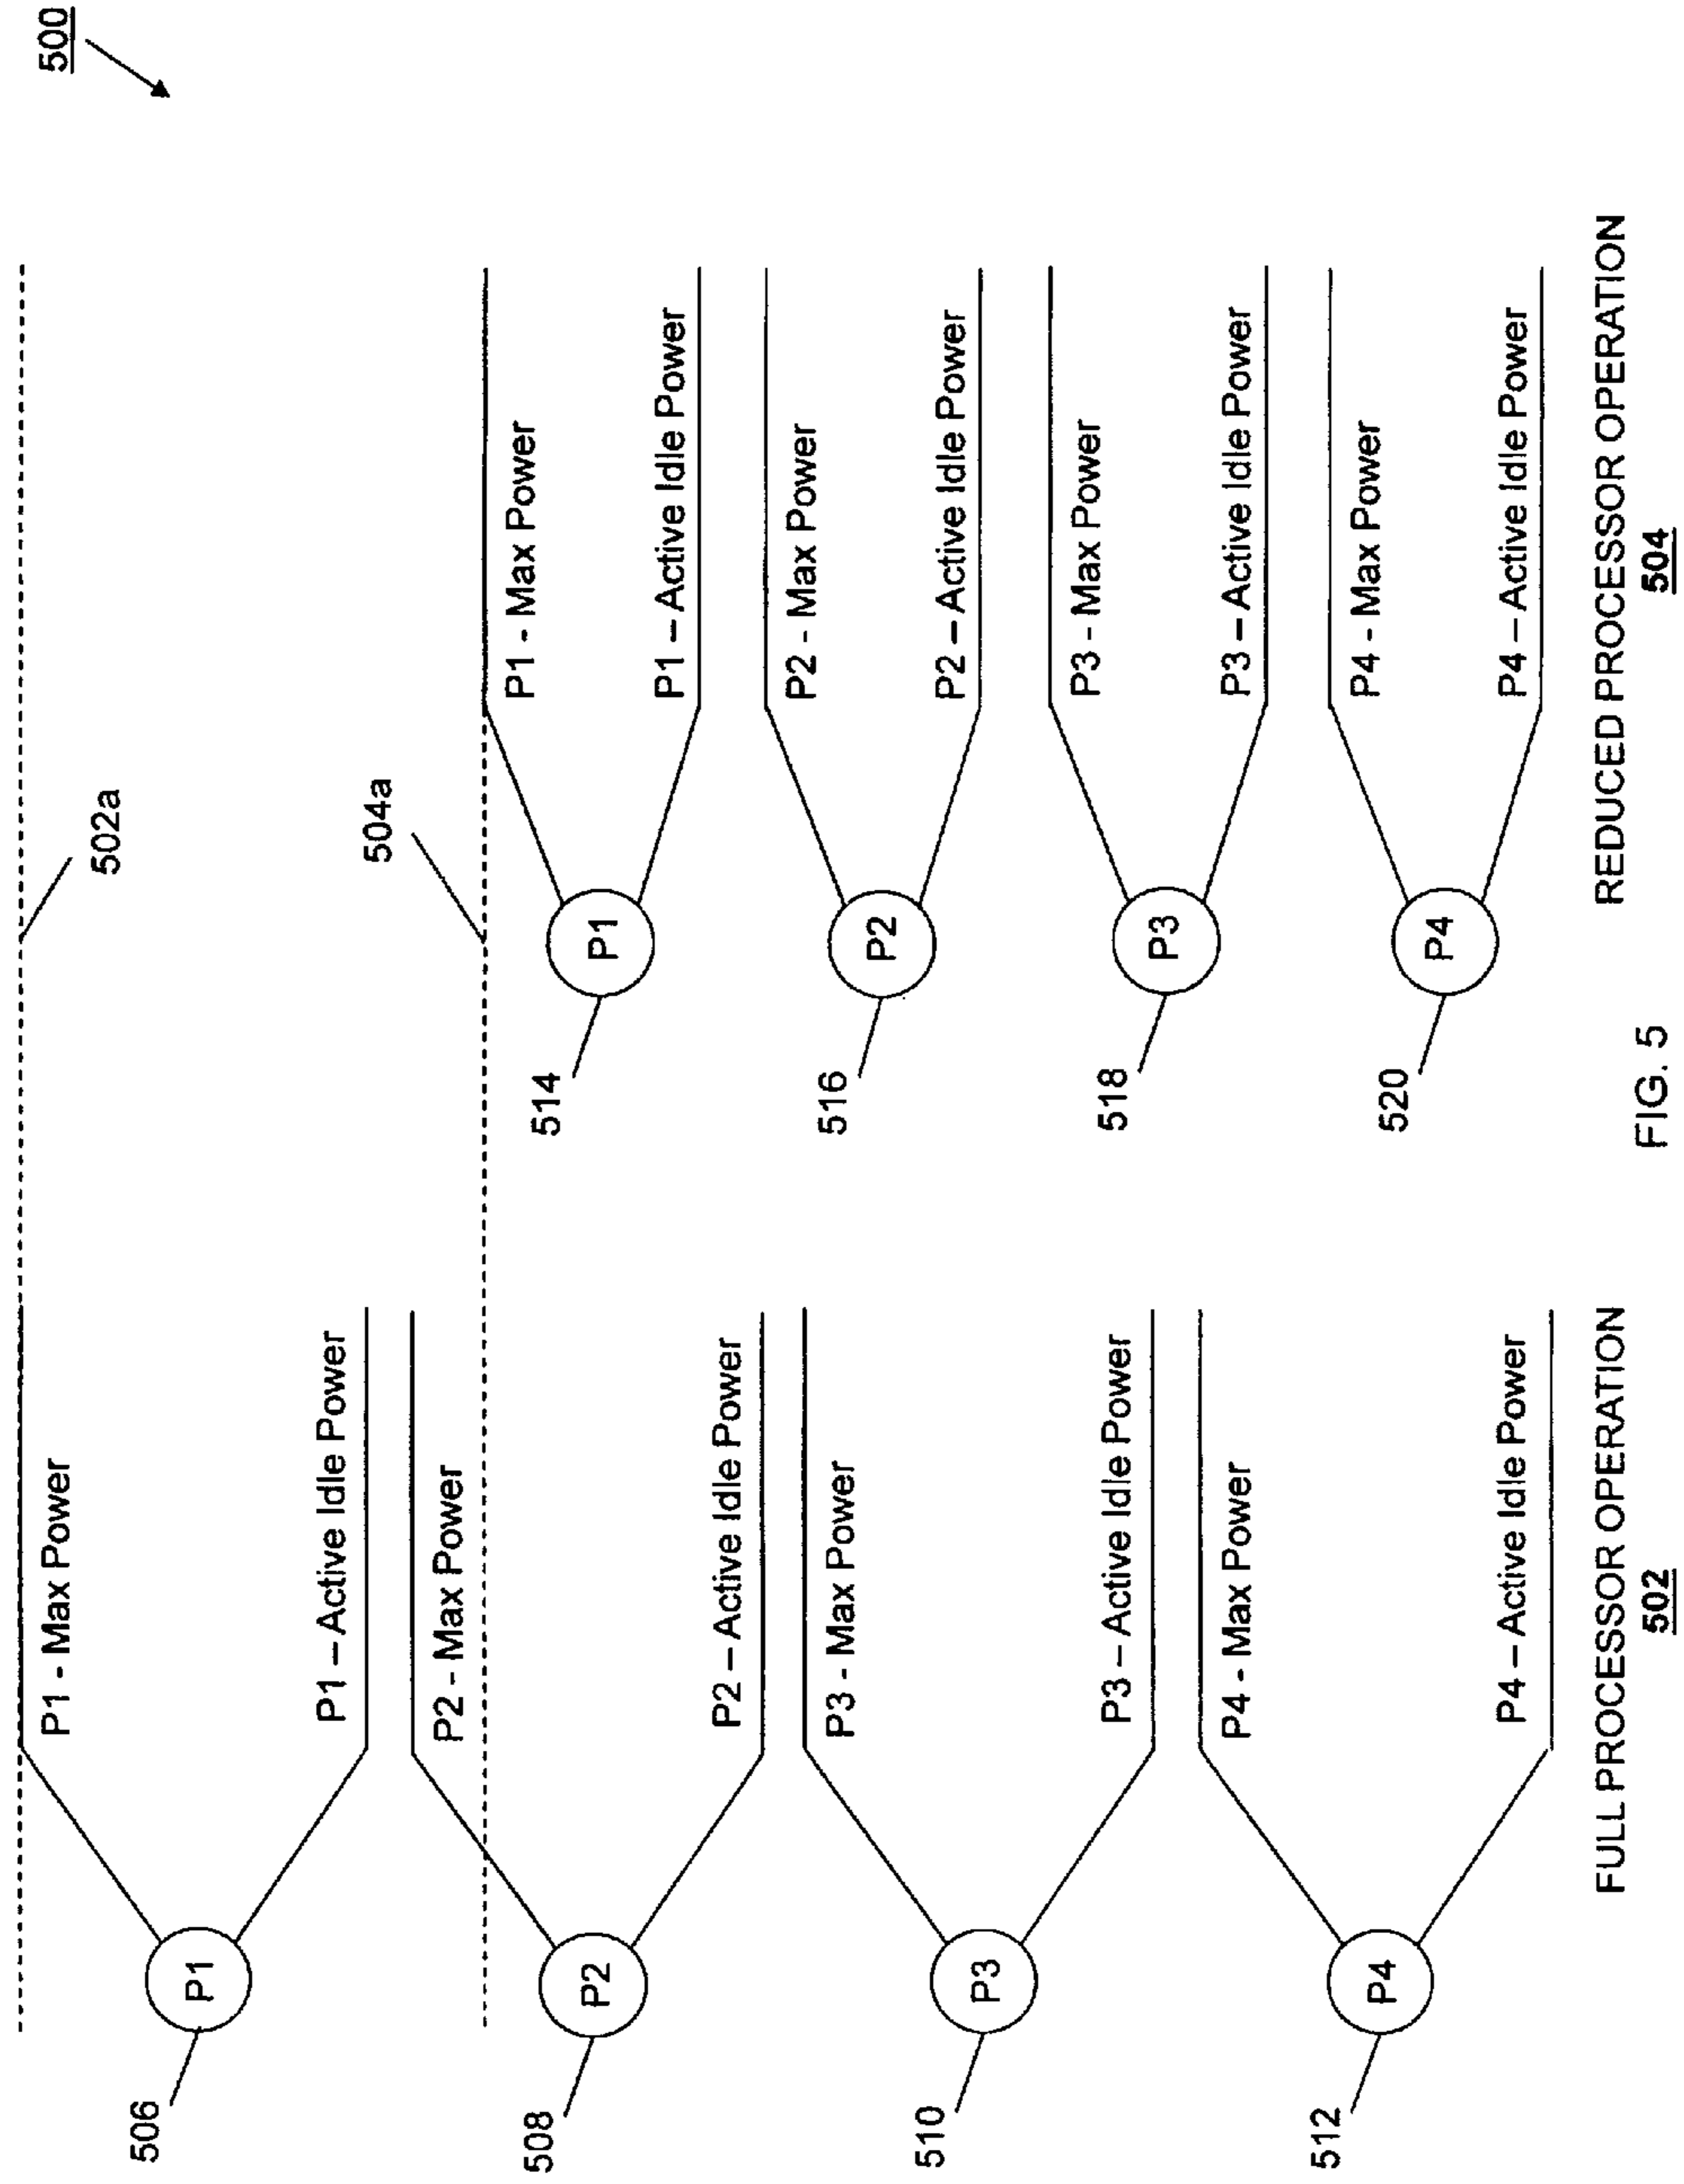 500
502a
504a
506
P1
P1 - Max Power
P1 – Active Idle Power
508
P2
P2 - Max Power
P2 – Active Idle Power
510
P3
P3 - Max Power
P3 – Active Idle Power
512
P4
P4 - Max Power
P4 – Active Idle Power
FULL PROCESSOR OPERATION
502
514
P1
P1 - Max Power
P1 – Active Idle Power
516
P2
P2 - Max Power
P2 – Active Idle Power
518
P3
P3 - Max Power
P3 – Active Idle Power
520
P4
P4 - Max Power
P4 – Active Idle Power
REDUCED PROCESSOR OPERATION
504
FIG. 5